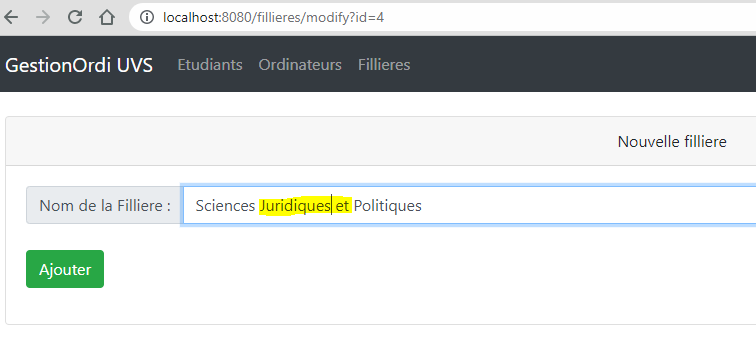 localhost:8080/fillieres/modify?id=4
GestionOrdi UVS Etudiants Ordinateurs Fillieres
Nouvelle filliere
Nom de la Filliere : Sciences Juridiques et Politiques
Ajouter